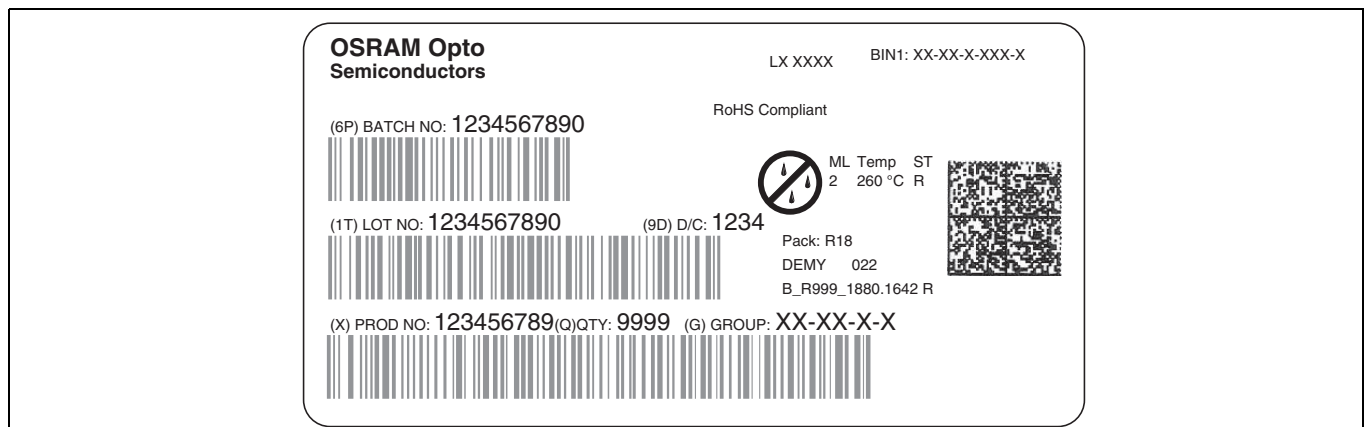 OSRAM Opto
Semiconductors
LX XXXX
BIN1: XX-XX-X-XXX-X
RoHS Compliant
(6P) BATCH NO: 1234567890
ML Temp ST
2 260 °C R
(1T) LOT NO: 1234567890 (9D) D/C: 1234
Pack: R18
DEMY 022
B_R999_1880.1642 R
(X) PROD NO: 123456789(Q)QTY: 9999 (G) GROUP: XX-XX-X-X